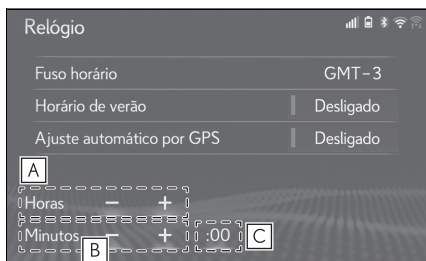 Relógio
Fuso horário GMT-3
Horário de verão Desligado
Ajuste automático por GPS Desligado
A
Horas − +
Minutos − + :00 C
B